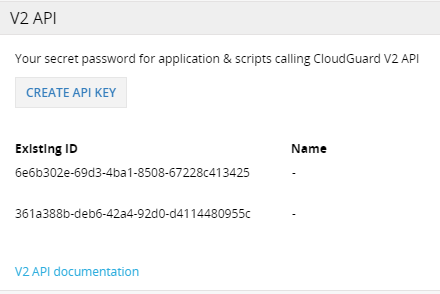 V2 API
Your secret password for application & scripts calling CloudGuard V2 API
CREATE API KEY
Existing ID Name
6e6b302e-69d3-4ba1-8508-67228c413425 -
361a388b-deb6-42a4-92d0-d4114480955c -
V2 API documentation